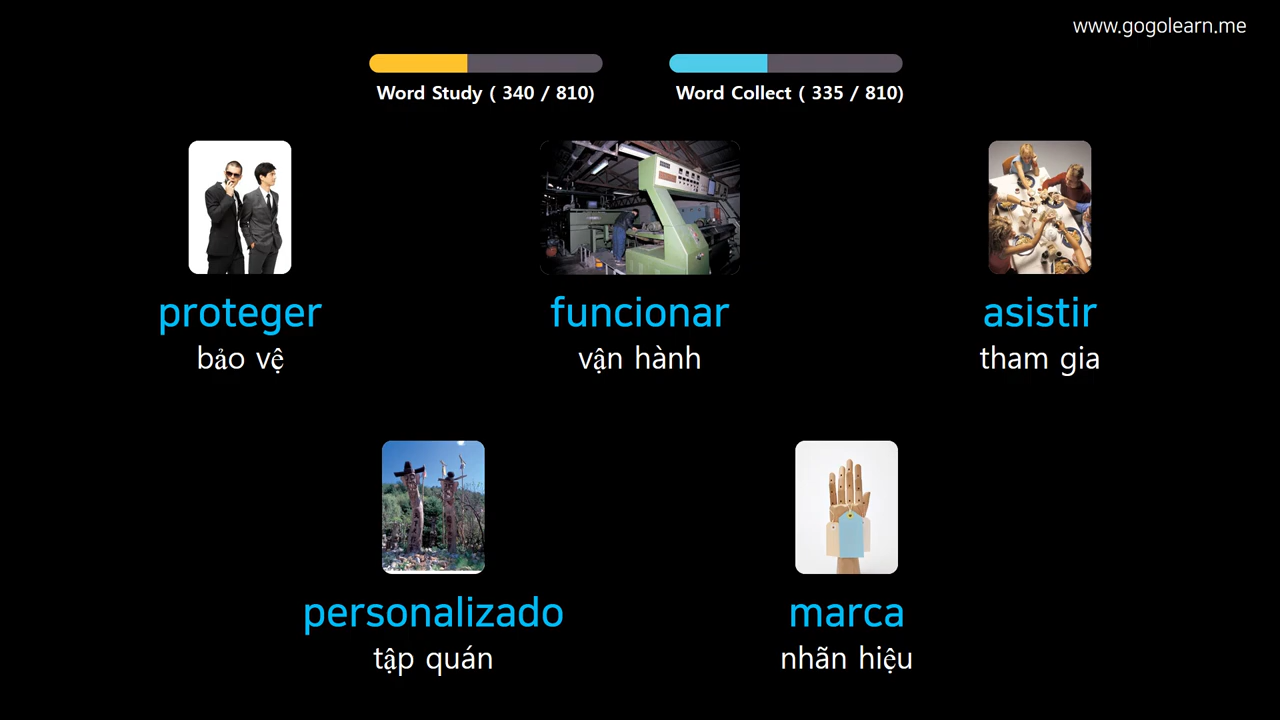 www.gogolearn.me
Word Study ( 340 / 810)
Word Collect ( 335 / 810)
proteger
bảo vệ
funcionar
vận hành
asistir
tham gia
personalizado
tập quán
marca
nhãn hiệu